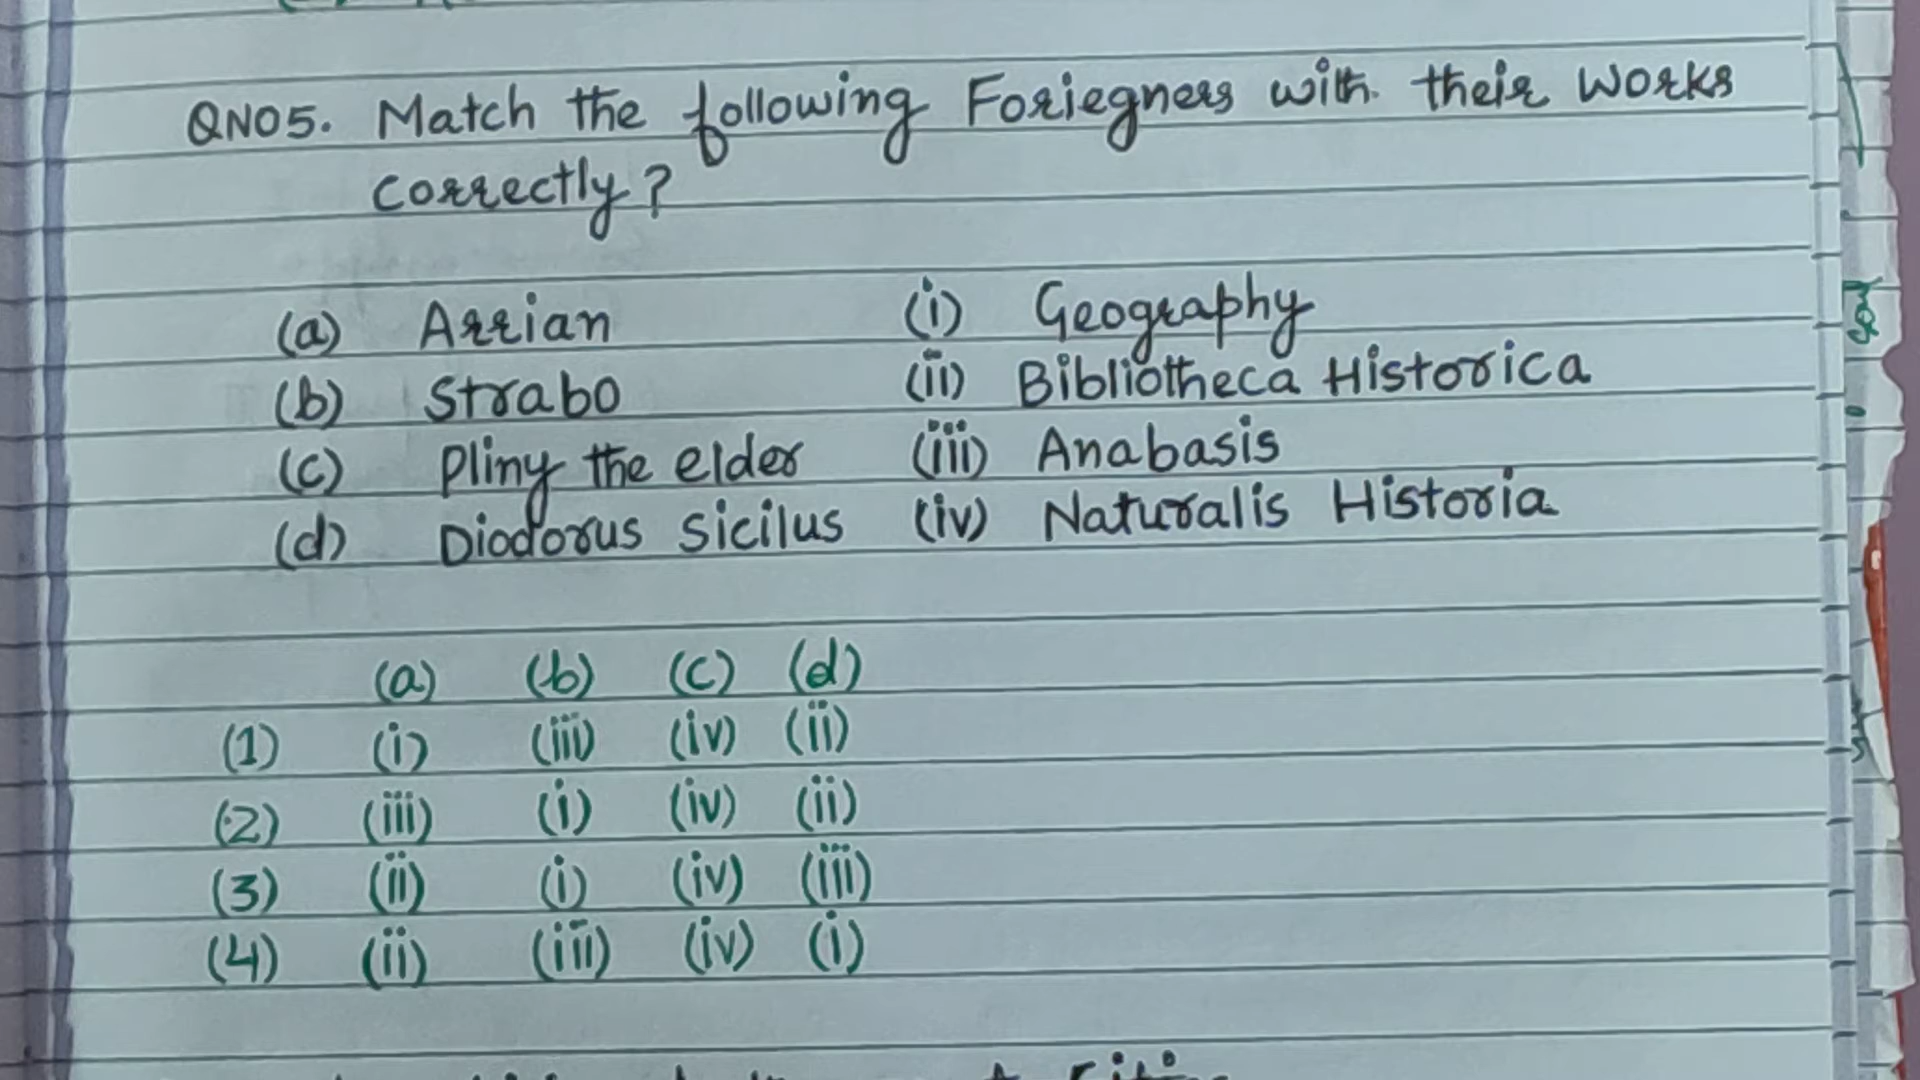 QNO5. Match the following Foriegners with their Works
correctly?
(a) Arrian (i) Geography
(b) Strabo (ii) Bibliotheca Historica
(c) Pliny the elder (iii) Anabasis
(d) Diodorus Sicilus (iv) Naturalis Historia
(a) (b) (c) (d)
(1) (i) (iii) (iv) (ii)
(2) (iii) (i) (iv) (ii)
(3) (ii) (i) (iv) (iii)
(4) (ii) (iii) (iv) (i)